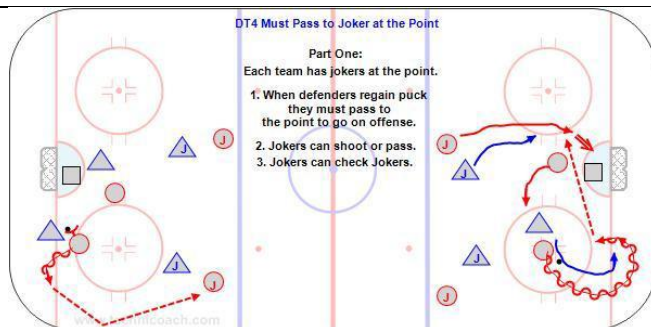 DT4 Must Pass to Joker at the Point
Part One:
Each team has jokers at the point.
1. When defenders regain puck
they must pass to
the point to go on offense.
2. Jokers can shoot or pass.
3. Jokers can check Jokers.
J
J
J
J
J
J
J
J